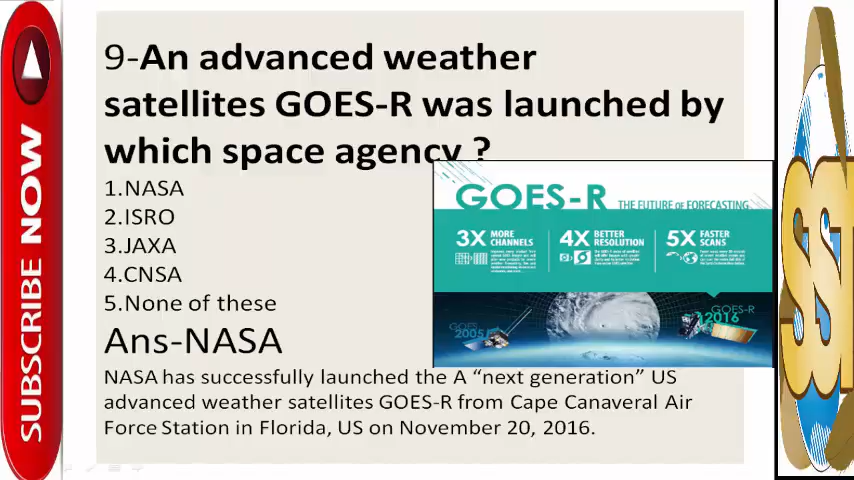 SUBSCRIBE NOW
9-An advanced weather
satellites GOES-R was launched by
which space agency ?
1.NASA
2.ISRO
3.JAXA
4.CNSA
5.None of these
Ans-NASA
NASA has successfully launched the A “next generation” US
advanced weather satellites GOES-R from Cape Canaveral Air
Force Station in Florida, US on November 20, 2016.
GOES-R THE FUTURE OF FORECASTING
3X MORE CHANNELS
4X BETTER RESOLUTION
5X FASTER SCANS
GOES 2005
GOES-R 2016
SST